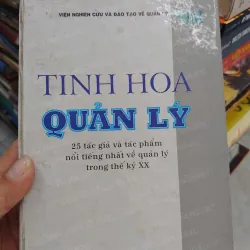 VIỆN NGHIÊN CỨU VÀ ĐÀO TẠO VỀ QUẢN
TINH HOA
QUẢN LÝ
25 tác giả và tác phẩm
nổi tiếng nhất về quản lý
trong thế kỷ XX